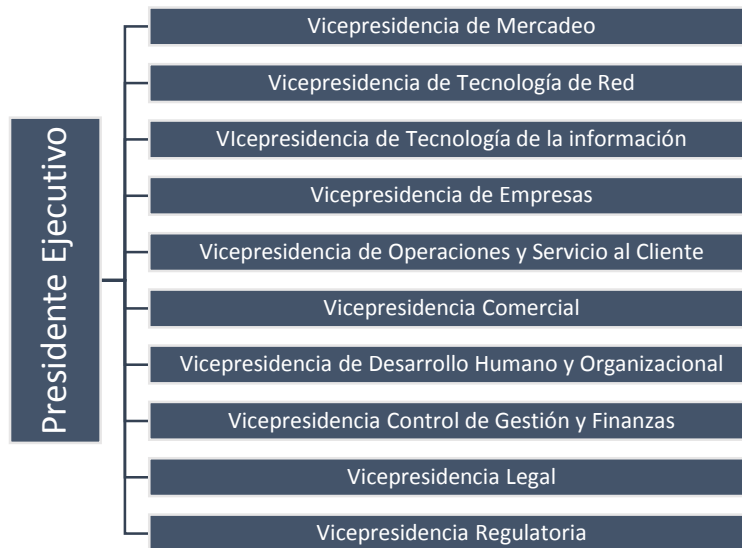 Presidente Ejecutivo
Vicepresidencia de Mercadeo
Vicepresidencia de Tecnología de Red
VIcepresidencia de Tecnología de la información
Vicepresidencia de Empresas
Vicepresidencia de Operaciones y Servicio al Cliente
Vicepresidencia Comercial
Vicepresidencia de Desarrollo Humano y Organizacional
Vicepresidencia Control de Gestión y Finanzas
Vicepresidencia Legal
Vicepresidencia Regulatoria